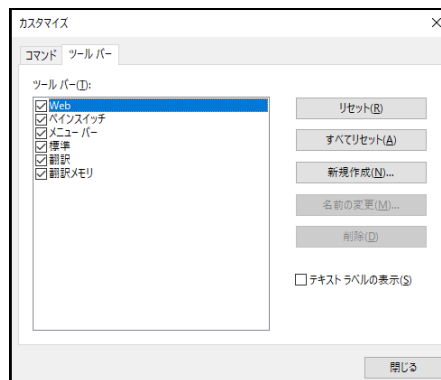 カスタマイズ
コマンド ツール バー
ツール バー(T):
Web
ペインスイッチ
メニュー バー
標準
翻訳
翻訳メモリ
リセット(R)
すべてリセット(A)
新規作成(N)...
名前の変更(M)...
削除(D)
テキスト ラベルの表示(S)
閉じる